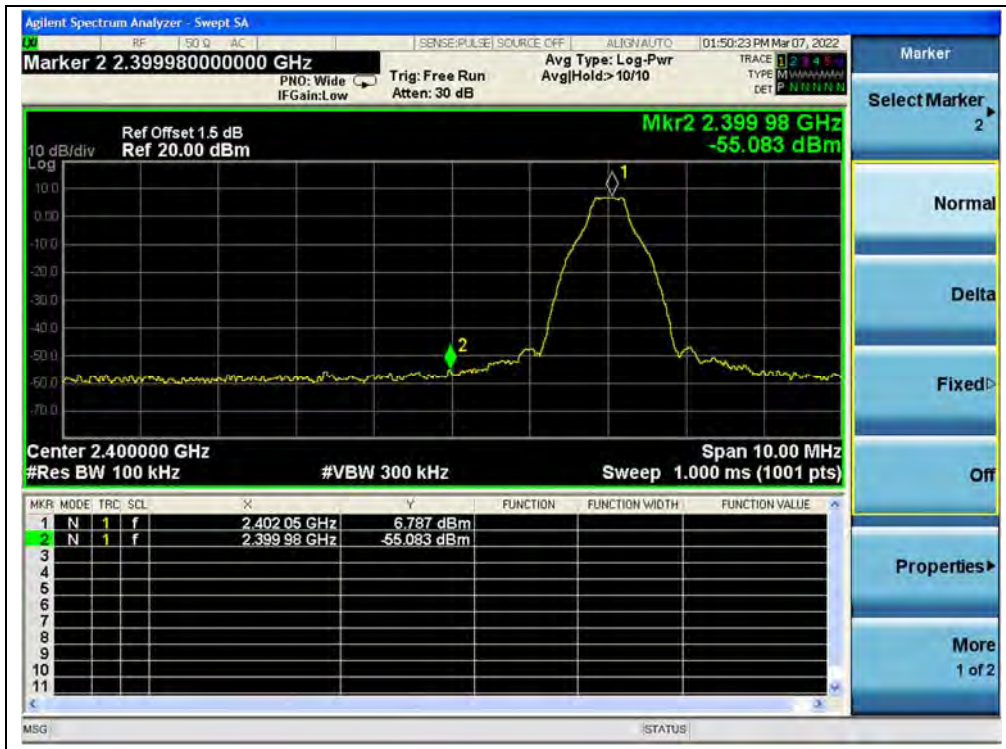 Agilent Spectrum Analyzer - Swept SA
LXI RF 50 Ω AC SENSE:PULSE SOURCE OFF ALIGN AUTO 01:50:23 PM Mar 07, 2022
Marker 2 2.399980000000 GHz
PNO: Wide
IFGain:Low
Trig: Free Run
Atten: 30 dB
Avg Type: Log-Pwr
Avg|Hold:> 10/10
TRACE 1 2 3 4 5 6
TYPE M
DET P N N N N N
Mkr2 2.399 98 GHz
-55.083 dBm
Ref Offset 1.5 dB
10 dB/div Ref 20.00 dBm
Log
10.0
0.00
-10.0
-20.0
-30.0
-40.0
-50.0
-60.0
-70.0
1
2
Center 2.400000 GHz Span 10.00 MHz
#Res BW 100 kHz #VBW 300 kHz Sweep 1.000 ms (1001 pts)
MKR MODE TRC SCL X Y FUNCTION FUNCTION WIDTH FUNCTION VALUE
1 N 1 f 2.402 05 GHz 6.787 dBm
2 N 1 f 2.399 98 GHz -55.083 dBm
3
4
5
6
7
8
9
10
11
MSG STATUS
Marker
Select Marker
2
Normal
Delta
Fixed
Off
Properties
More
1 of 2